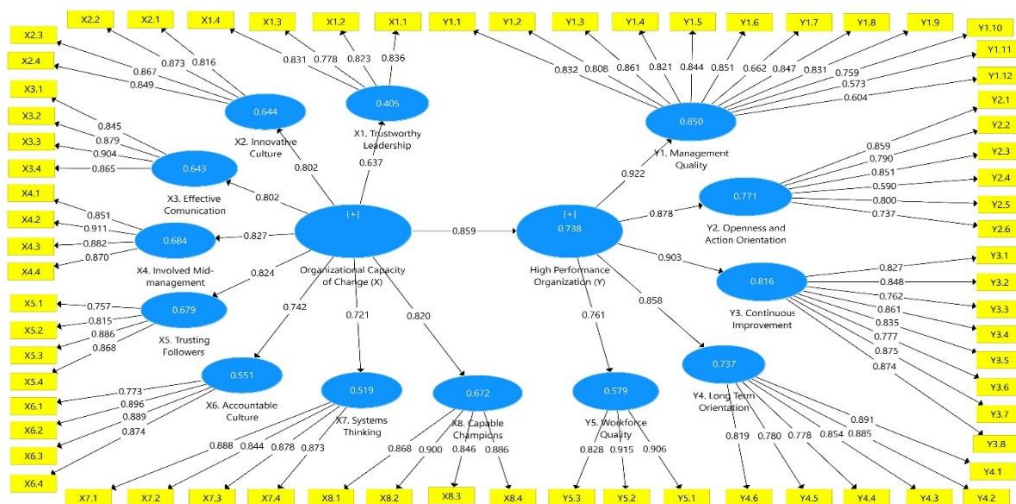 X2.2
X2.1
X1.4
X1.3
X1.2
X1.1
Y1.1
Y1.2
Y1.3
Y1.4
Y1.5
Y1.6
Y1.7
Y1.8
Y1.9
Y1.10
Y1.11
Y1.12
X2.3
X2.4
0.867
0.873
0.816
0.849
0.831
0.778
0.823
0.836
0.832
0.808
0.861
0.821
0.844
0.851
0.662
0.847
0.831
0.759
0.573
0.604
0.644
X2. Innovative
Culture
0.405
X1. Trustworthy
Leadership
0.850
Y1. Management
Quality
X3.1
X3.2
X3.3
X3.4
0.845
0.879
0.904
0.865
0.643
X3. Effective
Comunication
0.802
0.637
0.802
0.922
Y2.1
Y2.2
Y2.3
Y2.4
Y2.5
Y2.6
0.859
0.790
0.851
0.590
0.800
0.737
0.771
Y2. Openness and
Action Orientation
0.878
X4.1
X4.2
X4.3
X4.4
0.851
0.911
0.882
0.870
0.684
X4. Involved Mid-
management
0.827
[+]
Organizational Capacity
of Change (X)
0.859
[+]
0.738
High Performance
Organization (Y)
0.903
0.816
Y3. Continuous
Improvement
0.827
0.848
0.762
0.861
0.835
0.777
0.875
0.874
Y3.1
Y3.2
Y3.3
Y3.4
Y3.5
Y3.6
Y3.7
Y3.8
X5.1
X5.2
X5.3
X5.4
0.757
0.815
0.886
0.868
0.679
X5. Trusting
Followers
0.824
0.742
0.721
0.820
0.761
0.858
0.551
X6. Accountable
Culture
0.773
0.896
0.889
0.874
X6.1
X6.2
X6.3
X6.4
0.519
X7. Systems
Thinking
0.888
0.844
0.878
0.873
X7.1
X7.2
X7.3
X7.4
0.672
X8. Capable
Champions
0.868
0.900
0.846
0.886
X8.1
X8.2
X8.3
X8.4
0.579
Y5. Workforce
Quality
0.828
0.915
0.906
Y5.3
Y5.2
Y5.1
0.737
Y4. Long Term
Orientation
0.819
0.780
0.778
0.854
0.885
0.891
Y4.6
Y4.5
Y4.4
Y4.3
Y4.2
Y4.1